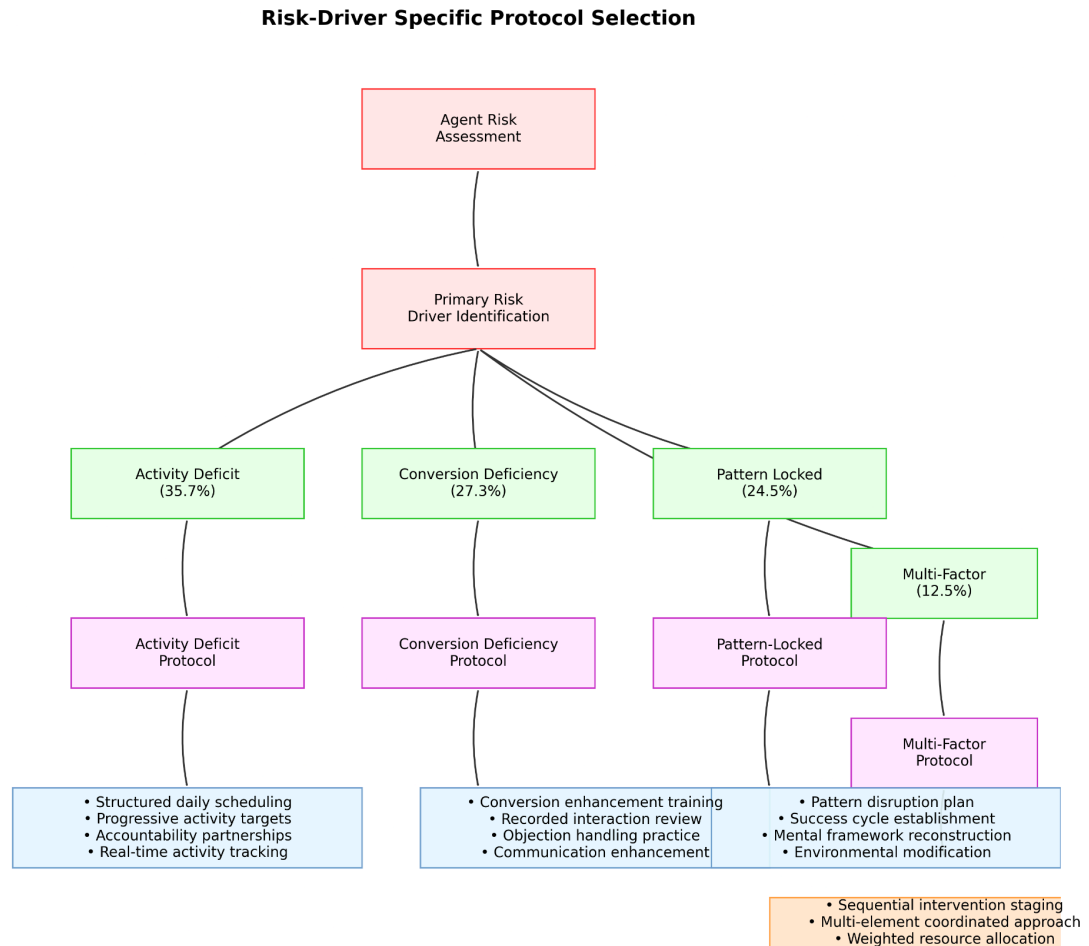 Risk-Driver Specific Protocol Selection
Agent Risk
Assessment
Primary Risk
Driver Identification
Activity Deficit
(35.7%)
Conversion Deficiency
(27.3%)
Pattern Locked
(24.5%)
Multi-Factor
(12.5%)
Activity Deficit
Protocol
Conversion Deficiency
Protocol
Pattern-Locked
Protocol
Multi-Factor
Protocol
• Structured daily scheduling
• Progressive activity targets
• Accountability partnerships
• Real-time activity tracking
• Conversion enhancement training
• Recorded interaction review
• Objection handling practice
• Communication enhancement
• Pattern disruption plan
• Success cycle establishment
• Mental framework reconstruction
• Environmental modification
• Sequential intervention staging
• Multi-element coordinated approach
• Weighted resource allocation